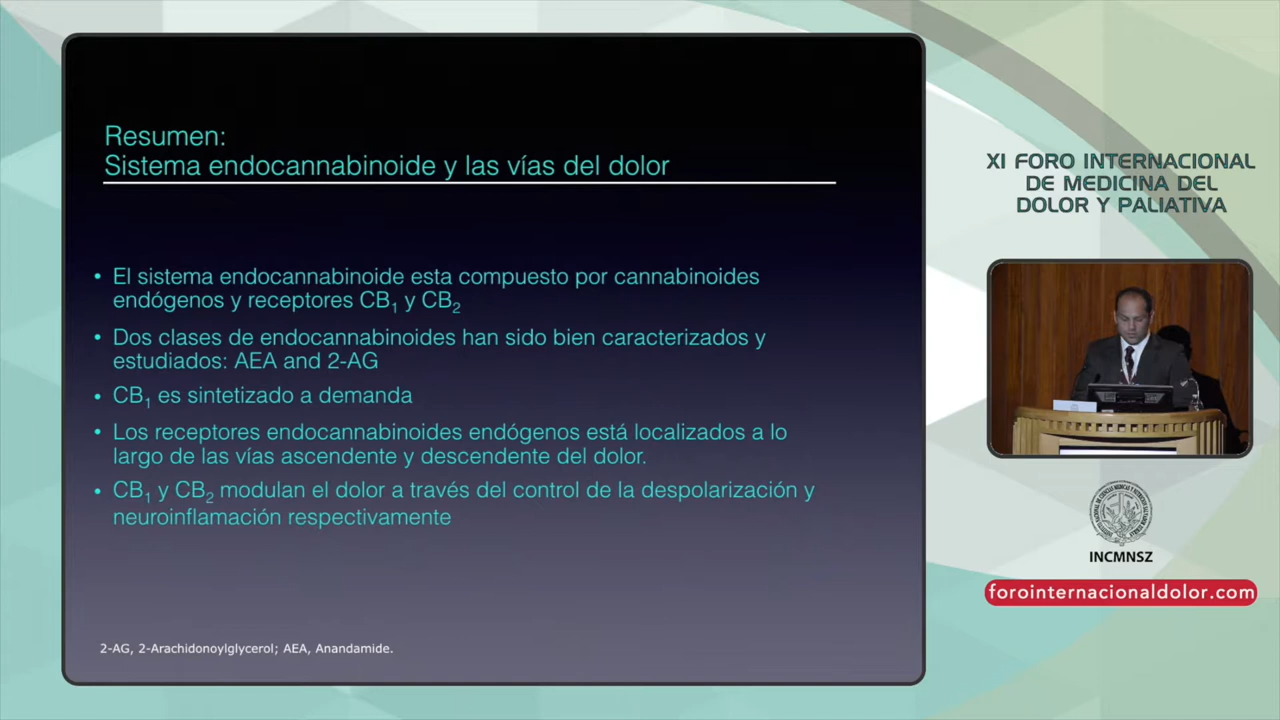 Resumen:
Sistema endocannabinoide y las vías del dolor
• El sistema endocannabinoide esta compuesto por cannabinoides
endógenos y receptores CB₁ y CB₂
• Dos clases de endocannabinoides han sido bien caracterizados y
estudiados: AEA and 2-AG
• CB₁ es sintetizado a demanda
• Los receptores endocannabinoides endógenos está localizados a lo
largo de las vías ascendente y descendente del dolor.
• CB₁ y CB₂ modulan el dolor a través del control de la despolarización y
neuroinflamación respectivamente
2-AG, 2-Arachidonoylglycerol; AEA, Anandamide.
XI FORO INTERNACIONAL
DE MEDICINA DEL
DOLOR Y PALIATIVA
INCMNSZ
forointernacionaldolor.com